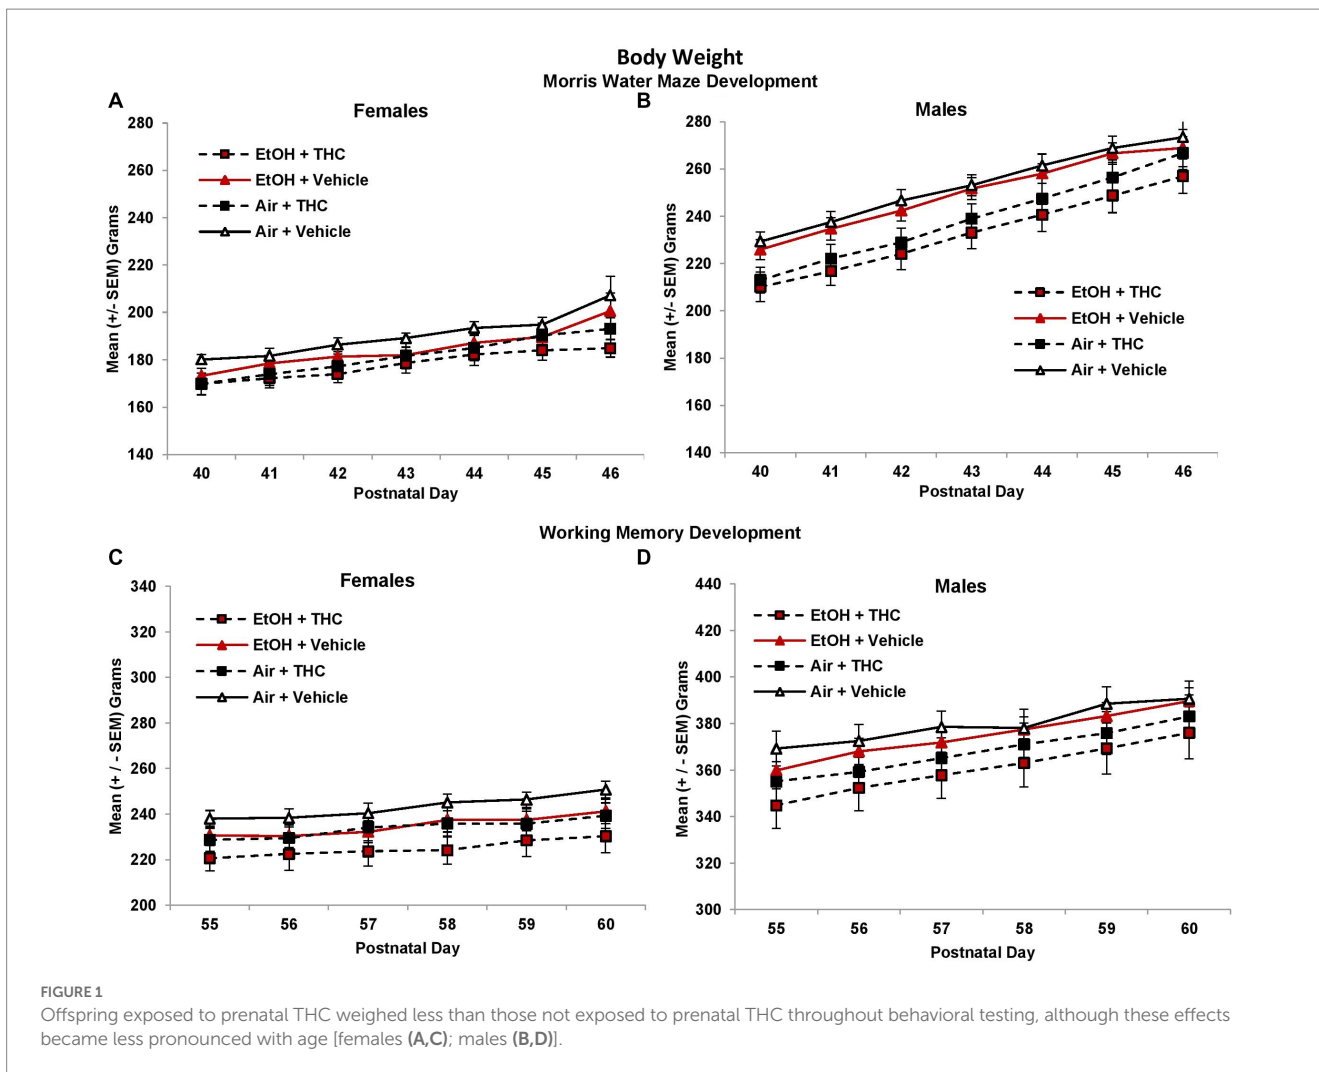 Body Weight
Morris Water Maze Development
A
Females
280
260
240
220
200
180
160
140
Mean (+/- SEM) Grams
EtOH + THC
EtOH + Vehicle
Air + THC
Air + Vehicle
40 41 42 43 44 45 46
Postnatal Day
B
Males
280
260
240
220
200
180
160
140
Mean (+/- SEM) Grams
EtOH + THC
EtOH + Vehicle
Air + THC
Air + Vehicle
40 41 42 43 44 45 46
Postnatal Day
Working Memory Development
C
Females
340
320
300
280
260
240
220
200
Mean (+ / - SEM) Grams
EtOH + THC
EtOH + Vehicle
Air + THC
Air + Vehicle
55 56 57 58 59 60
Postnatal Day
D
Males
440
420
400
380
360
340
320
300
Mean (+ / - SEM) Grams
EtOH + THC
EtOH + Vehicle
Air + THC
Air + Vehicle
55 56 57 58 59 60
Postnatal Day
FIGURE 1
Offspring exposed to prenatal THC weighed less than those not exposed to prenatal THC throughout behavioral testing, although these effects
became less pronounced with age [females (A,C); males (B,D)].